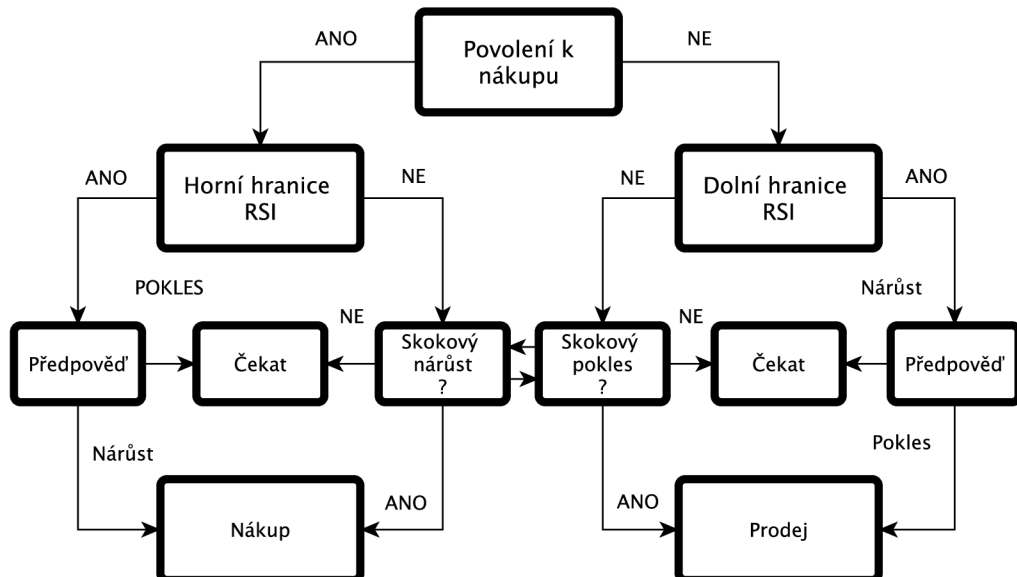 ANO
Povolení k
nákupu
NE
ANO
Horní hranice
RSI
NE
NE
Dolní hranice
RSI
ANO
POKLES
Nárůst
Předpověď
Čekat
NE
Skokový
nárůst
?
Skokový
pokles
?
NE
Čekat
Předpověď
Nárůst
Pokles
Nákup
ANO
ANO
Prodej